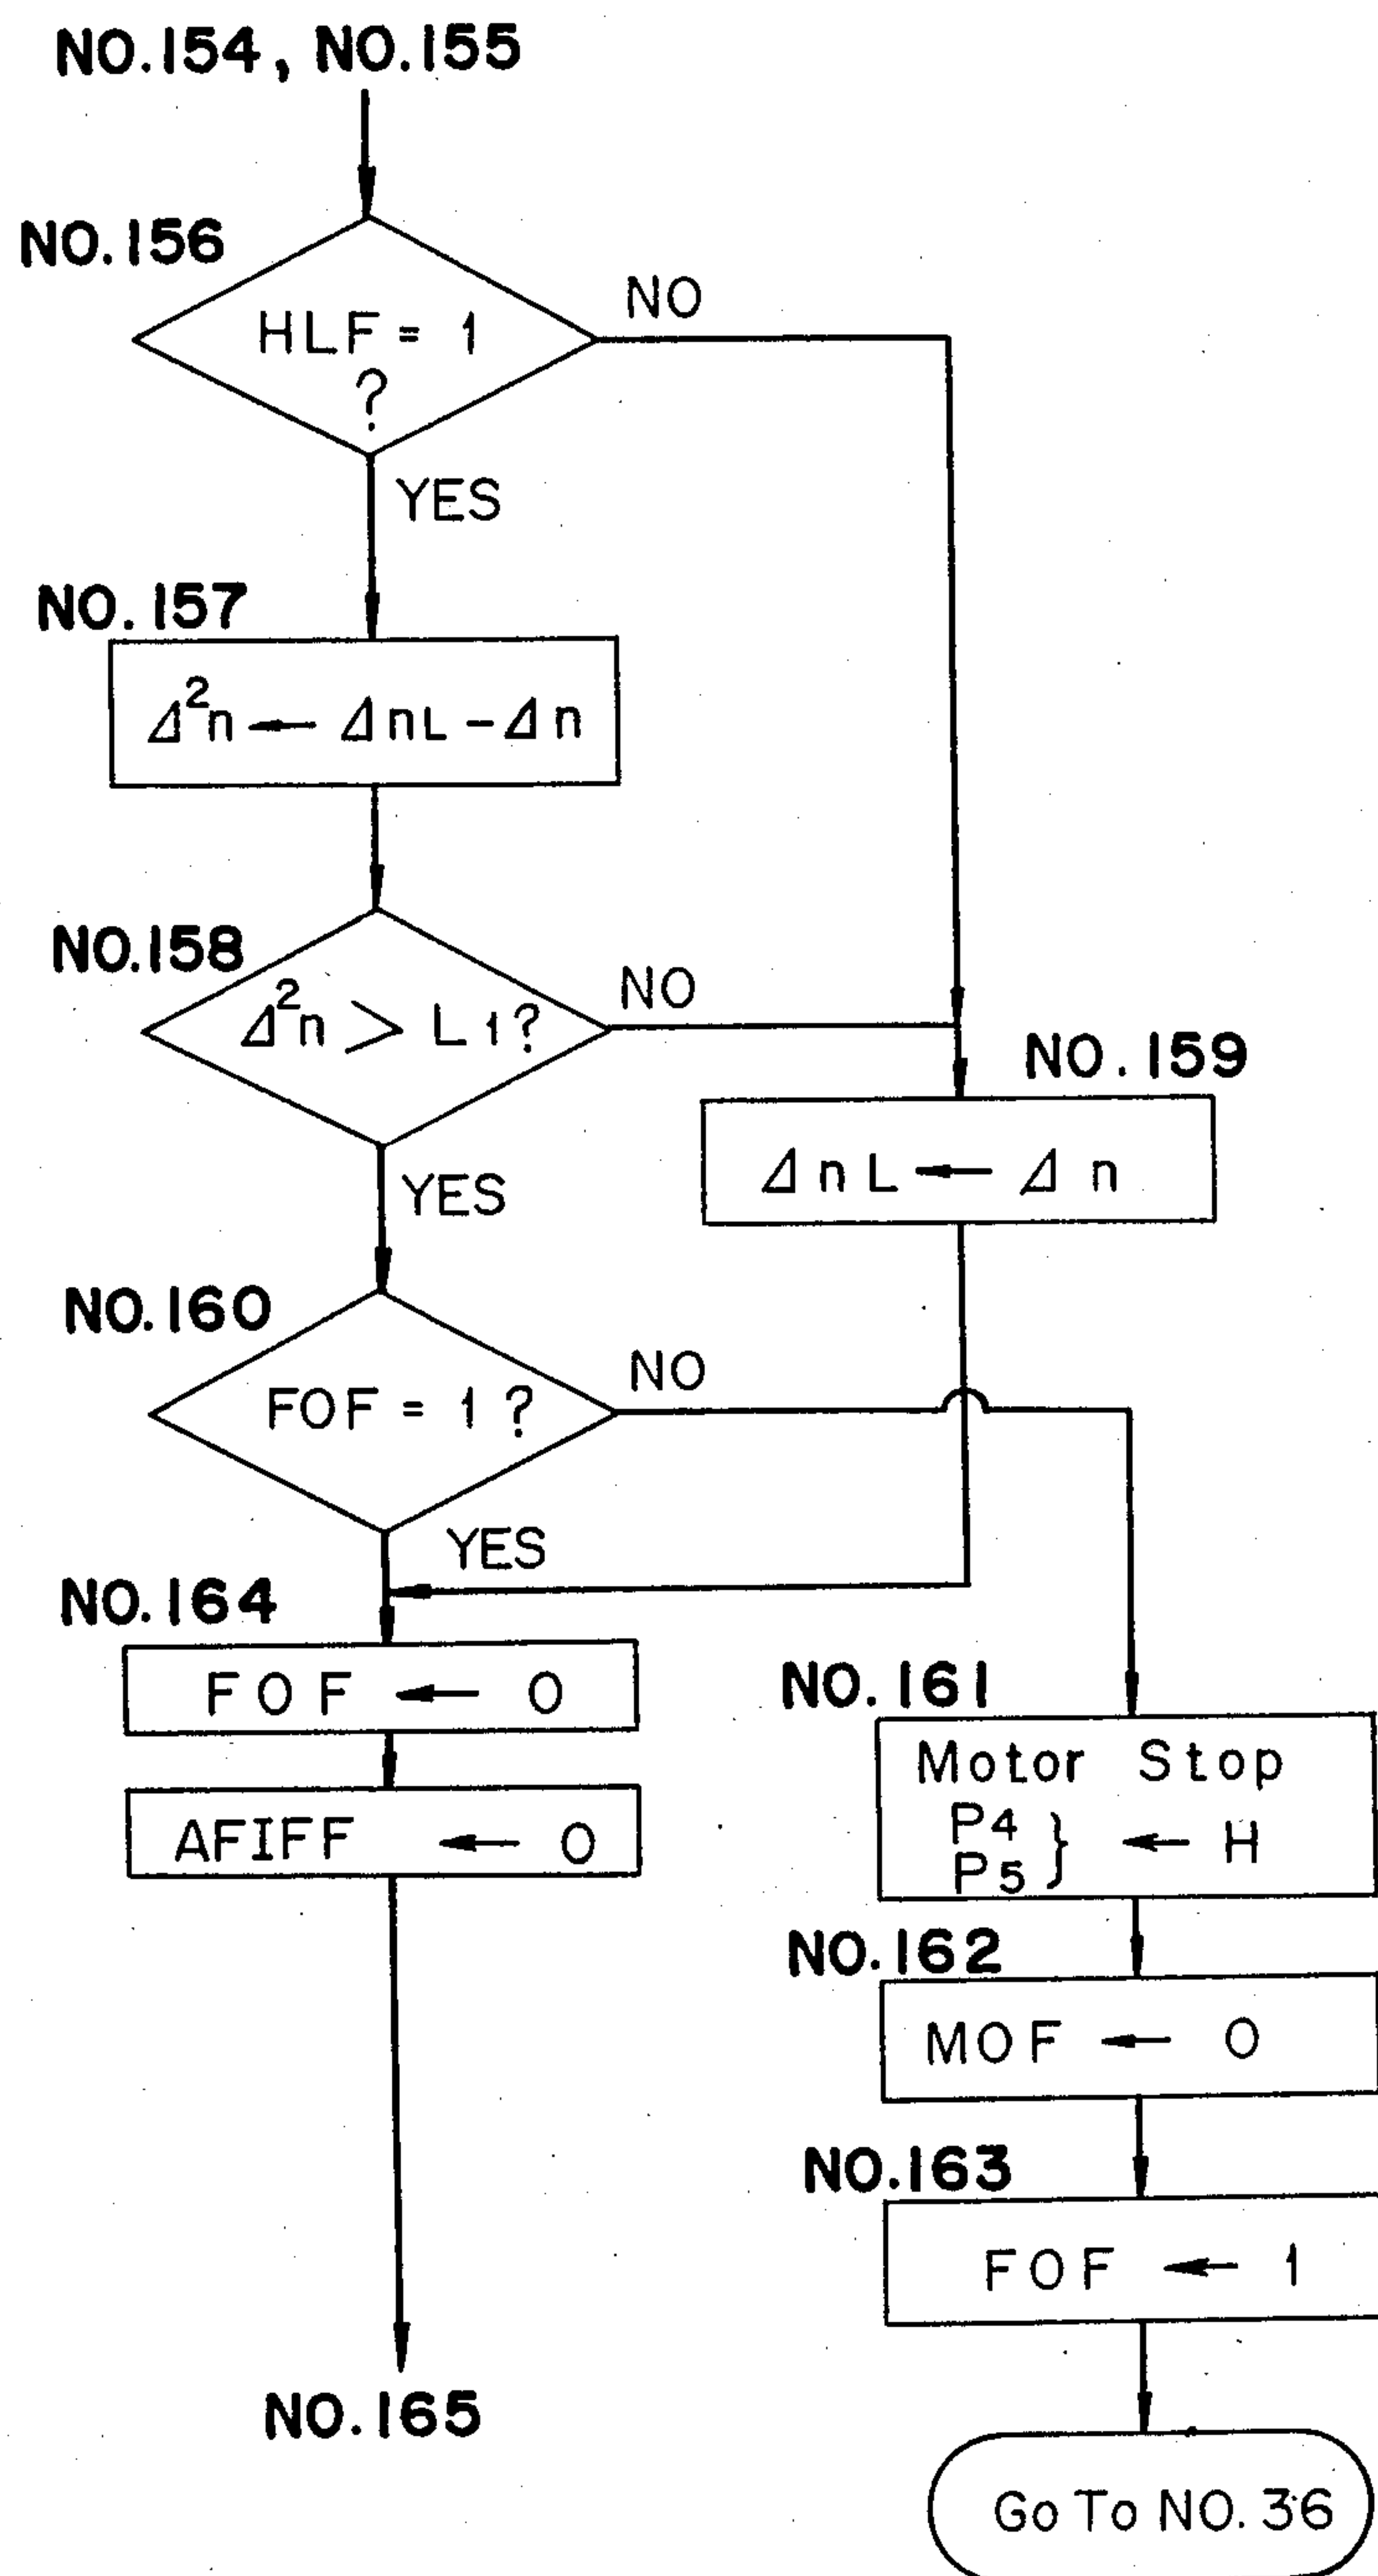 NO.154, NO.155
NO.156
HLF = 1
?
NO
YES
NO.157
Δ²n ← ΔnL - Δn
NO.158
Δ²n > L1?
NO
YES
NO.159
ΔnL ← Δn
NO.160
FOF = 1 ?
NO
YES
NO.164
FOF ← 0
AFIFF ← 0
NO.165
NO.161
Motor Stop
P4
P5
} ← H
NO.162
MOF ← 0
NO.163
FOF ← 1
Go To NO.36